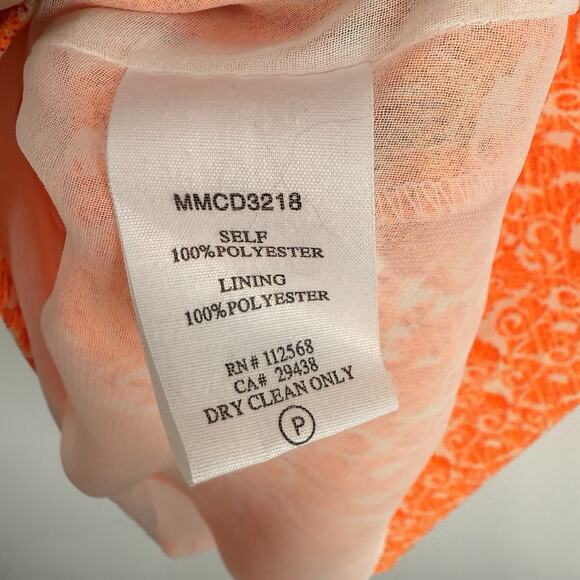 MMCD3218
SELF
100%POLYESTER
LINING
100%POLYESTER
RN# 112568
CA# 29438
DRY CLEAN ONLY
P